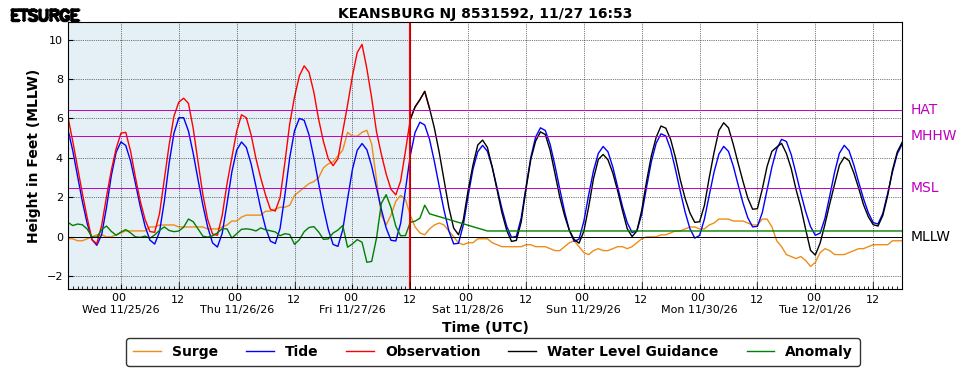 ETSURGE
KEANSBURG NJ 8531592, 11/27 16:53
Height in Feet (MLLW)
10
8
6
4
2
0
−2
HAT
MHHW
MSL
MLLW
00 12 00 12 00 12 00 12 00 12 00 12 00 12
Wed 11/25/26 Thu 11/26/26 Fri 11/27/26 Sat 11/28/26 Sun 11/29/26 Mon 11/30/26 Tue 12/01/26
Time (UTC)
Surge Tide Observation Water Level Guidance Anomaly